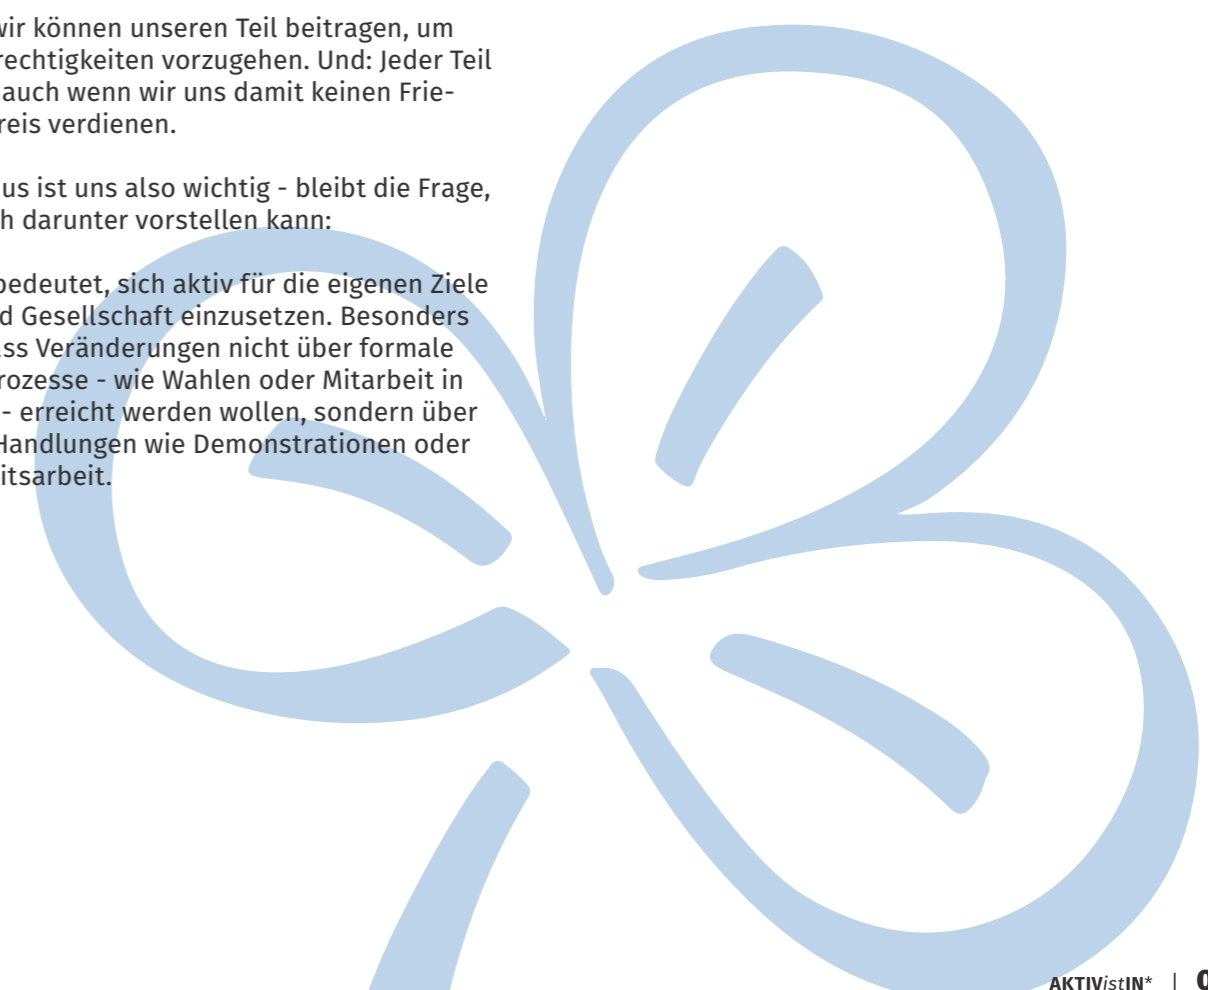 wir können unseren Teil beitragen, um
rechtigkeiten vorzugehen. Und: Jeder Teil
auch wenn wir uns damit keinen Frie-
reis verdienen.
us ist uns also wichtig - bleibt die Frage,
h darunter vorstellen kann:
bedeutet, sich aktiv für die eigenen Ziele
d Gesellschaft einzusetzen. Besonders
ass Veränderungen nicht über formale
rozesse - wie Wahlen oder Mitarbeit in
- erreicht werden wollen, sondern über
Handlungen wie Demonstrationen oder
itsarbeit.
AKTIVistIN* | 0